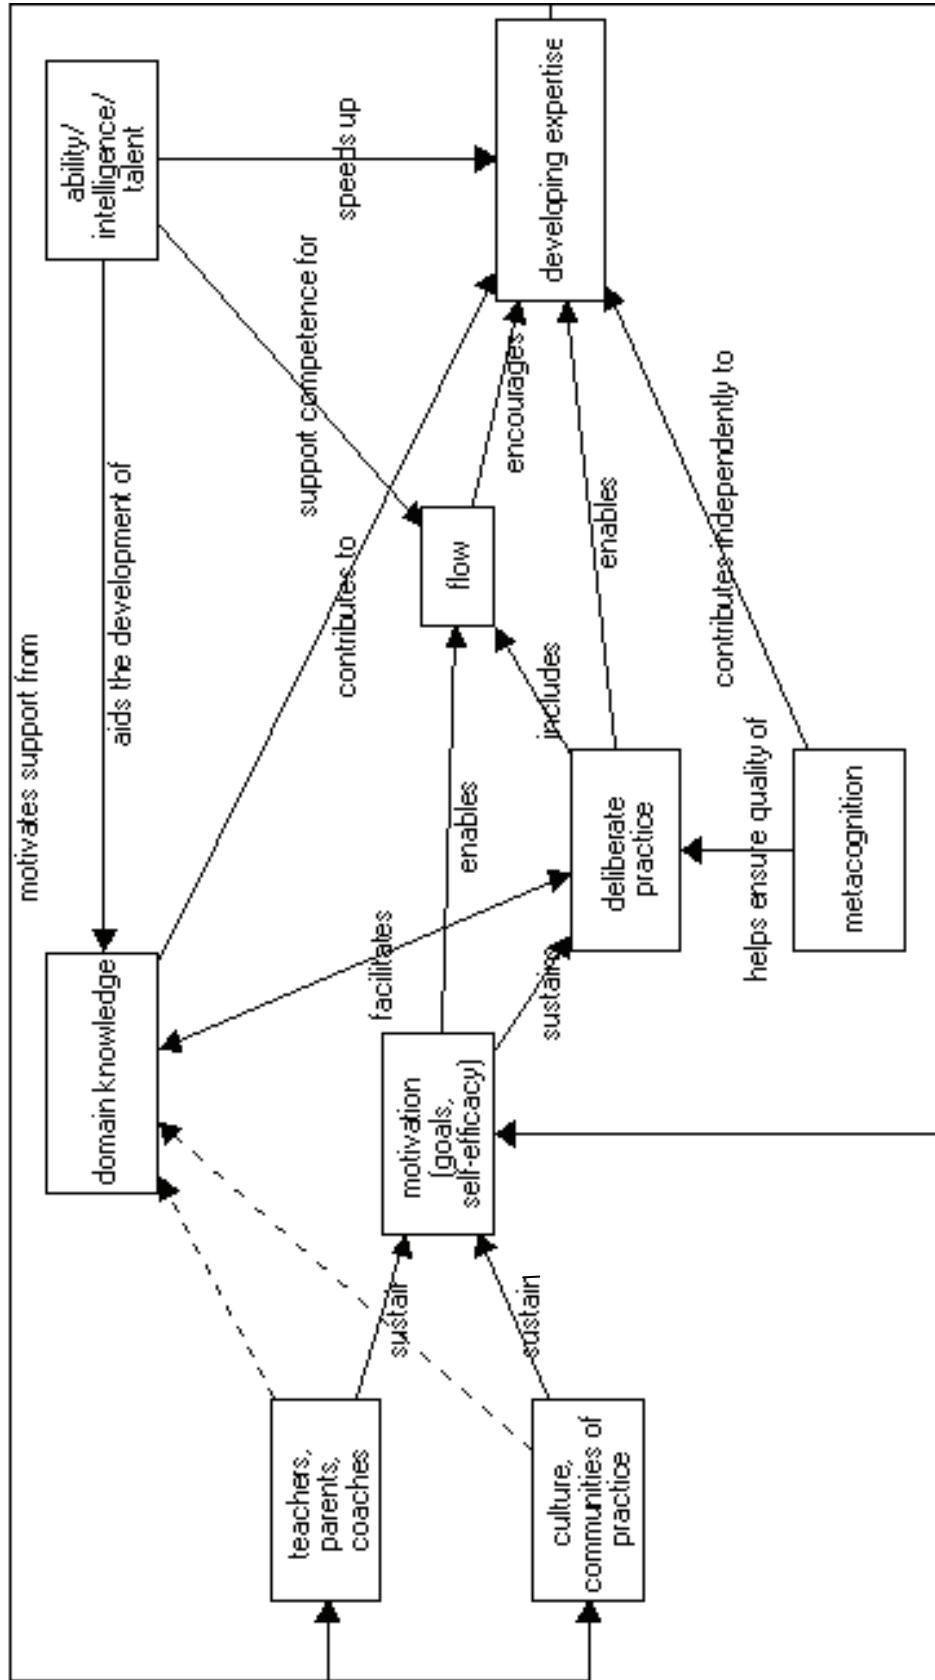 motivates support from
domain knowledge
aids the development of
ability/
intelligence/
talent
teachers,
parents,
coaches
support competence for
contributes to
speeds up
facilitates
sustain
motivation
(goals,
self-efficacy)
enables
flow
encourages
sustain
sustains
includes
developing expertise
culture,
communities of
practice
enables
deliberate
practice
contributes independently to
helps ensure quality of
metacognition